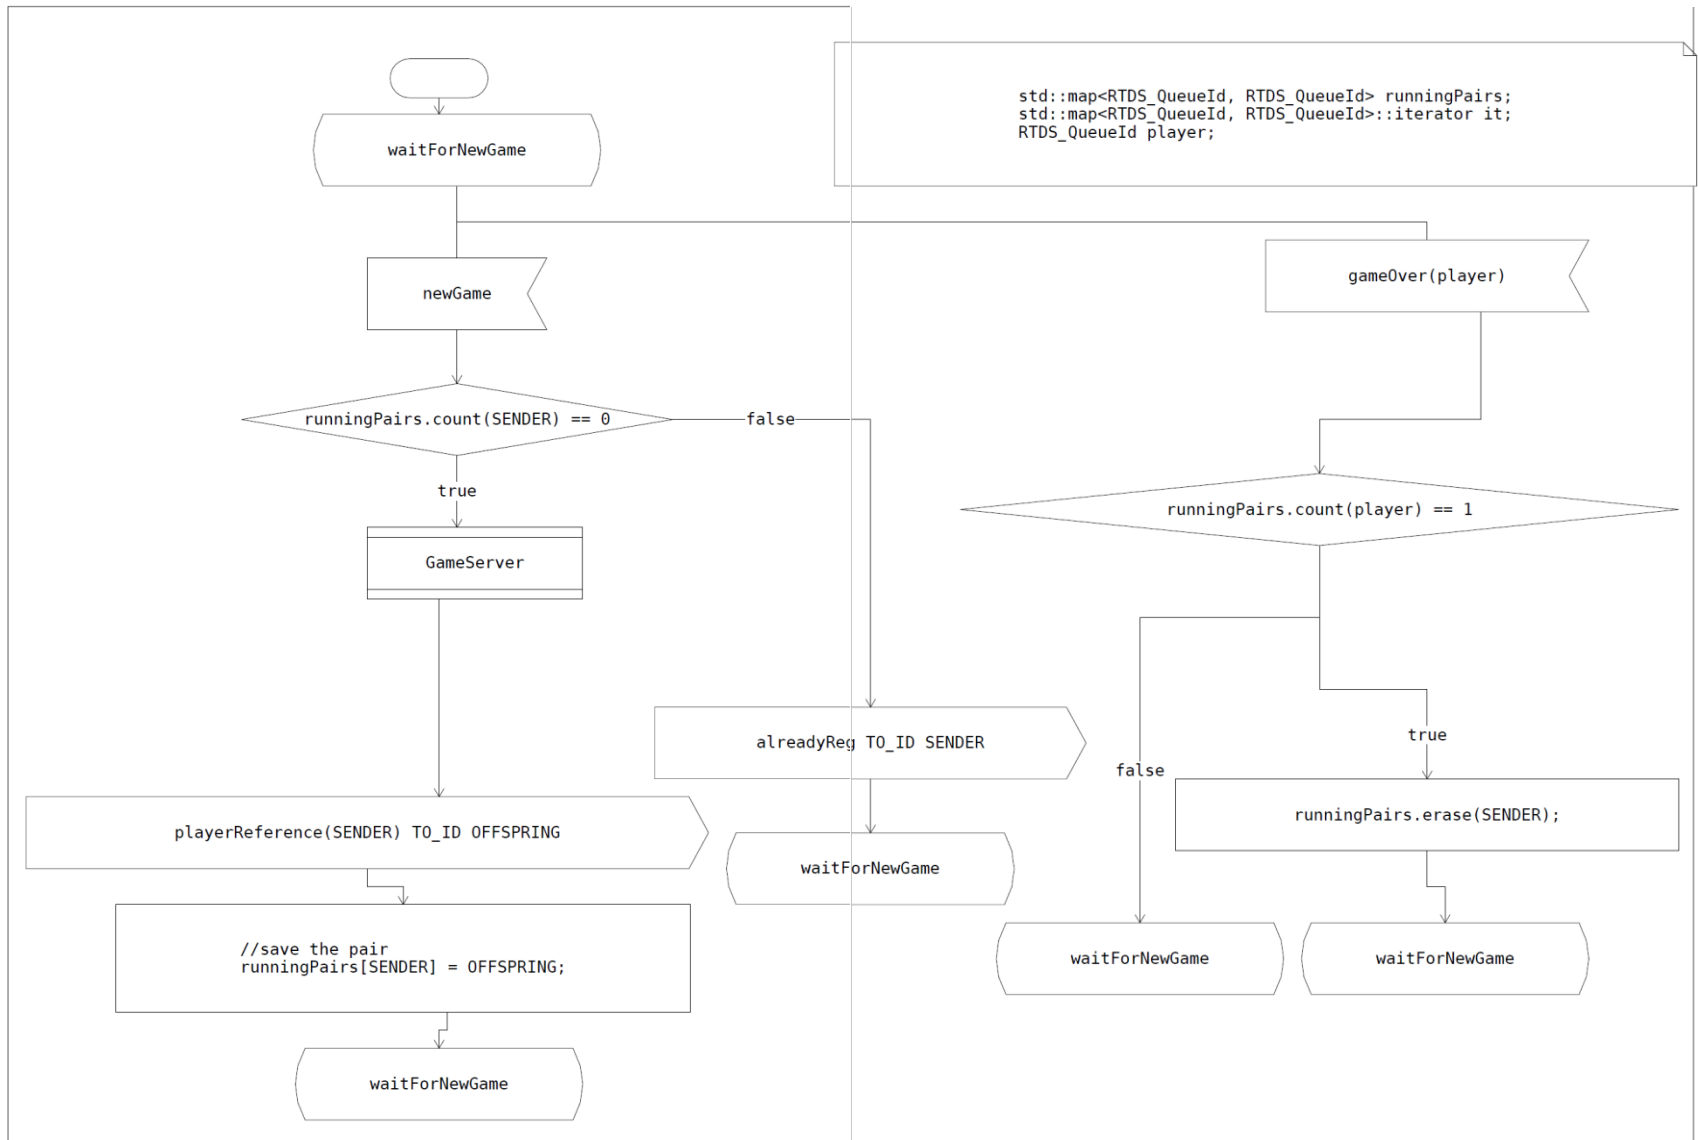 std::map<RTDS_QueueId, RTDS_QueueId> runningPairs;
std::map<RTDS_QueueId, RTDS_QueueId>::iterator it;
RTDS_QueueId player;
waitForNewGame
gameOver(player)
newGame
runningPairs.count(SENDER) == 0
false
true
runningPairs.count(player) == 1
GameServer
true
alreadyReg TO_ID SENDER
false
runningPairs.erase(SENDER);
playerReference(SENDER) TO_ID OFFSPRING
waitForNewGame
//save the pair
runningPairs[SENDER] = OFFSPRING;
waitForNewGame
waitForNewGame
waitForNewGame